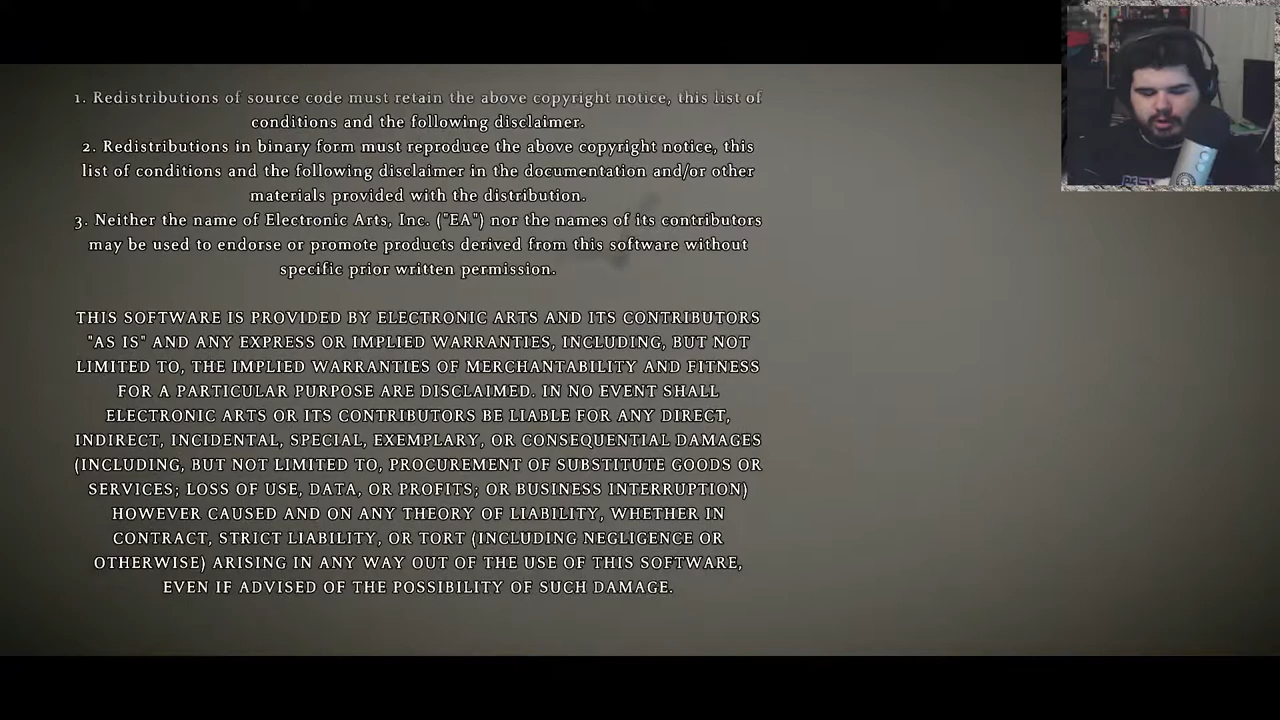 1. Redistributions of source code must retain the above copyright notice, this list of
conditions and the following disclaimer.
2. Redistributions in binary form must reproduce the above copyright notice, this
list of conditions and the following disclaimer in the documentation and/or other
materials provided with the distribution.
3. Neither the name of Electronic Arts, Inc. ("EA") nor the names of its contributors
may be used to endorse or promote products derived from this software without
specific prior written permission.
THIS SOFTWARE IS PROVIDED BY ELECTRONIC ARTS AND ITS CONTRIBUTORS
"AS IS" AND ANY EXPRESS OR IMPLIED WARRANTIES, INCLUDING, BUT NOT
LIMITED TO, THE IMPLIED WARRANTIES OF MERCHANTABILITY AND FITNESS
FOR A PARTICULAR PURPOSE ARE DISCLAIMED. IN NO EVENT SHALL
ELECTRONIC ARTS OR ITS CONTRIBUTORS BE LIABLE FOR ANY DIRECT,
INDIRECT, INCIDENTAL, SPECIAL, EXEMPLARY, OR CONSEQUENTIAL DAMAGES
(INCLUDING, BUT NOT LIMITED TO, PROCUREMENT OF SUBSTITUTE GOODS OR
SERVICES; LOSS OF USE, DATA, OR PROFITS; OR BUSINESS INTERRUPTION)
HOWEVER CAUSED AND ON ANY THEORY OF LIABILITY, WHETHER IN
CONTRACT, STRICT LIABILITY, OR TORT (INCLUDING NEGLIGENCE OR
OTHERWISE) ARISING IN ANY WAY OUT OF THE USE OF THIS SOFTWARE,
EVEN IF ADVISED OF THE POSSIBILITY OF SUCH DAMAGE.